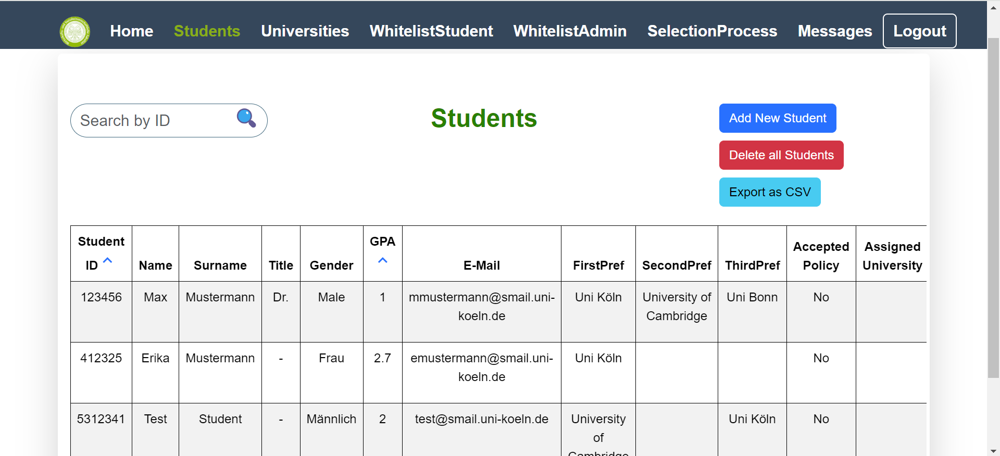 Home Students Universities WhitelistStudent WhitelistAdmin SelectionProcess Messages Logout
Search by ID
Students
Add New Student
Delete all Students
Export as CSV
Student ID Name Surname Title Gender GPA E-Mail FirstPref SecondPref ThirdPref Accepted Policy Assigned University
123456 Max Mustermann Dr. Male 1 mmustermann@smail.uni-koeln.de Uni Köln University of Cambridge Uni Bonn No
412325 Erika Mustermann - Frau 2.7 emustermann@smail.uni-koeln.de Uni Köln No
5312341 Test Student - Männlich 2 test@smail.uni-koeln.de University of Cambridge Uni Köln No